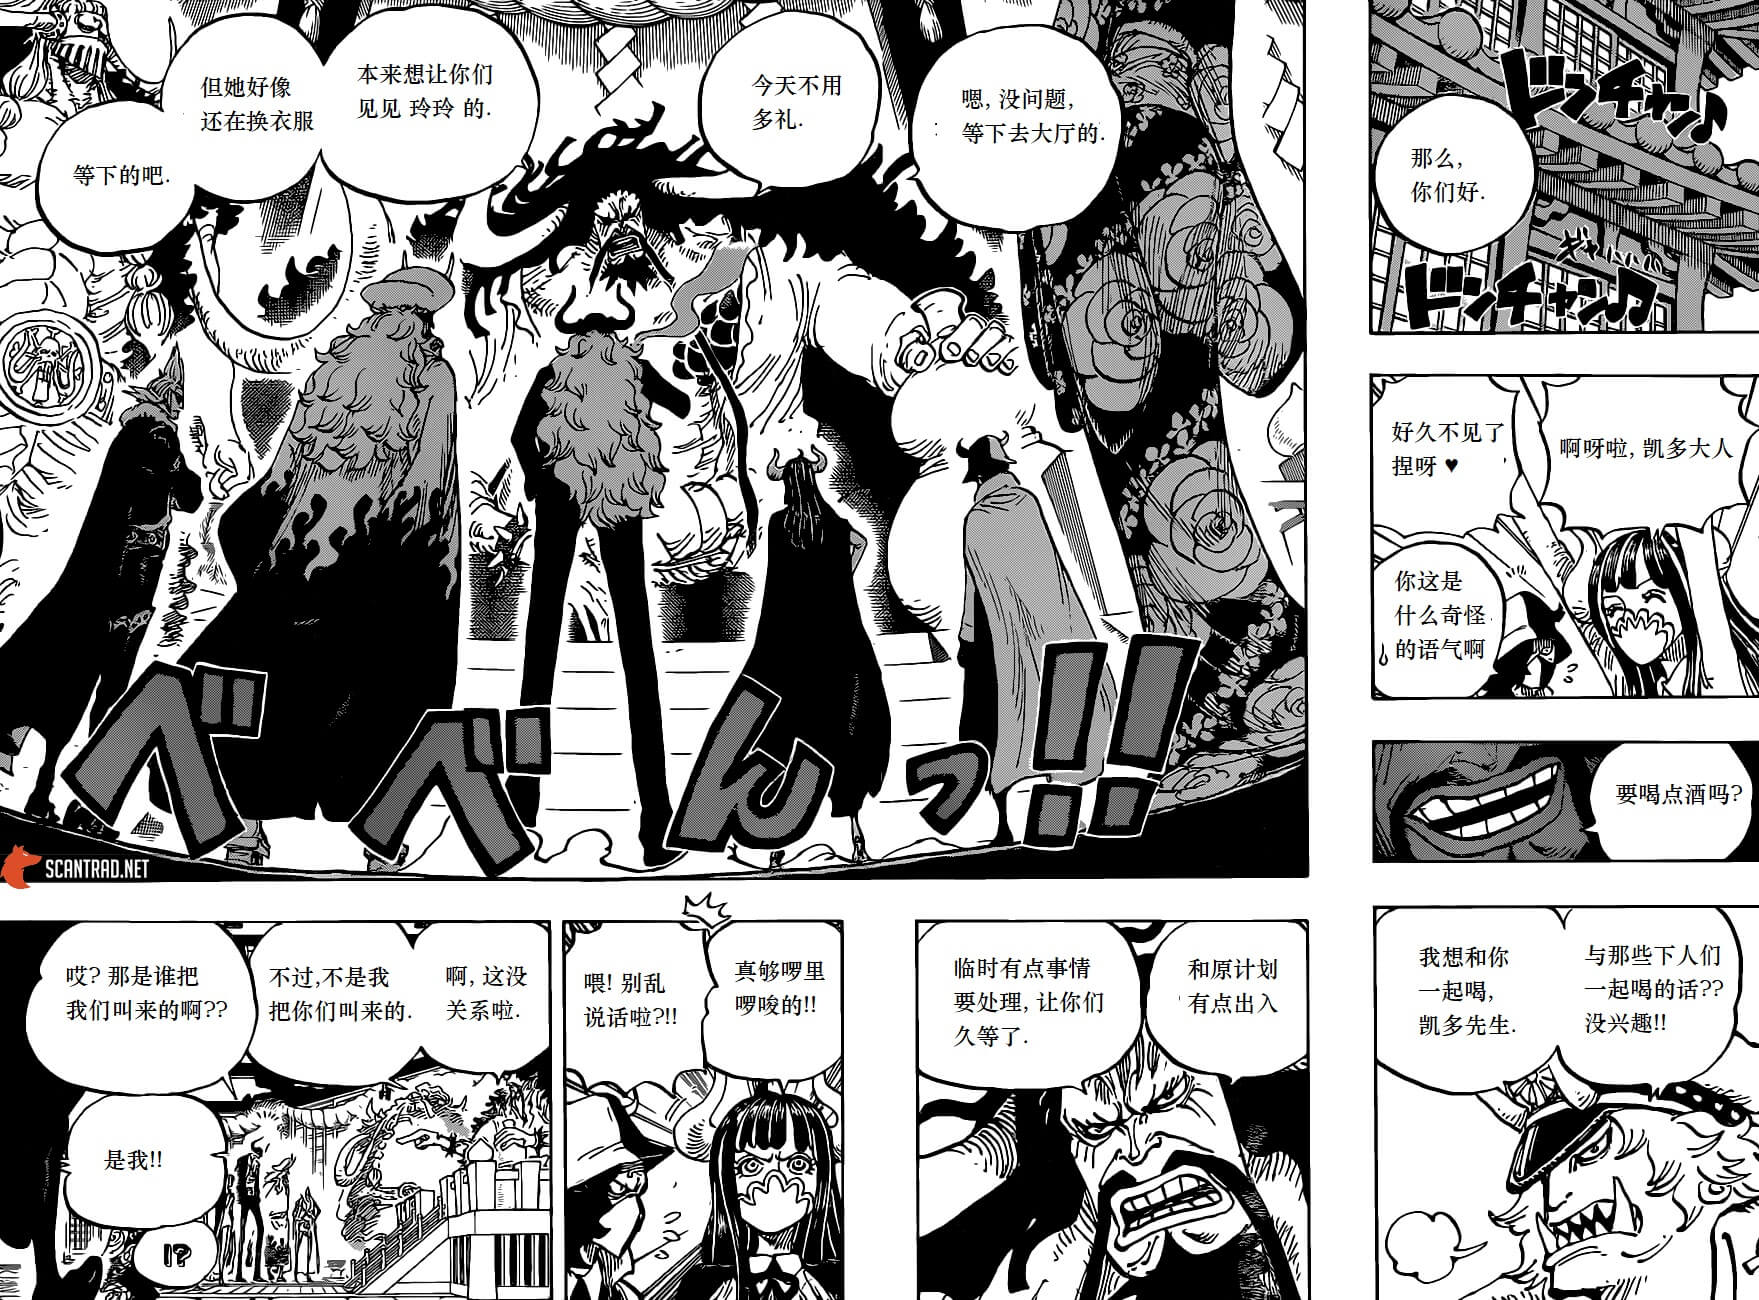 ドンチャン♪
那么,
你们好.
ギャハハハハ
ドンチャン♫
啊呀啦, 凯多大人
好久不见了
捏呀 ♥
你这是
什么奇怪
的语气啊
要喝点酒吗?
与那些下人们
一起喝的话??
没兴趣!!
我想和你
一起喝,
凯多先生.
嗯, 没问题,
等下去大厅的.
今天不用
多礼.
本来想让你们
见见 玲玲 的.
但她好像
还在换衣服
等下的吧.
べべんっ!!
SCANTRAD.NET
和原计划
有点出入
临时有点事情
要处理, 让你们
久等了.
真够啰里
啰唆的!!
喂! 别乱
说话啦?!!
啊, 这没
关系啦.
不过,不是我
把你们叫来的.
哎? 那是谁把
我们叫来的啊??
是我!!
!?